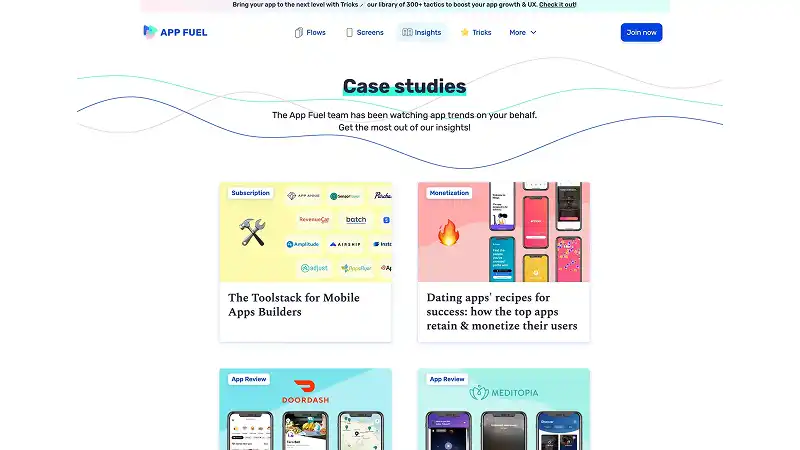 Bring your app to the next level with Tricks 🪄 our library of 300+ tactics to boost your app growth & UX. Check it out!
APP FUEL
Flows
Screens
Insights
Tricks
More
Join now
Case studies
The App Fuel team has been watching app trends on your behalf.
Get the most out of our insights!
Subscription
APP ANNIE
SensorTower
RevenueCat
batch
Amplitude
AIRSHIP
adjust
AppsFlyer
The Toolstack for Mobile
Apps Builders
Monetization
Dating apps' recipes for
success: how the top apps
retain & monetize their users
App Review
DOORDASH
App Review
MEDITOPIA